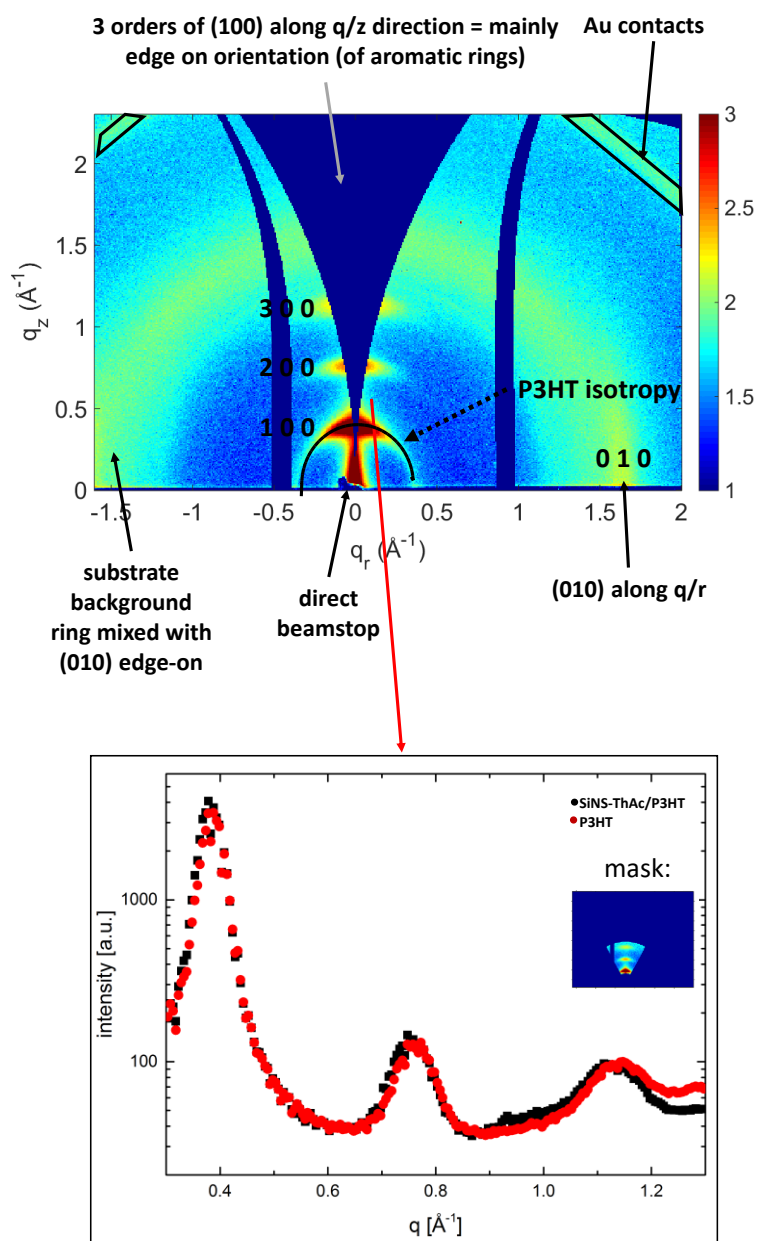 3 orders of (100) along q/z direction = mainly
edge on orientation (of aromatic rings)
Au contacts
2
1.5
1
0.5
0
q_z (Å⁻¹)
3 0 0
2 0 0
1 0 0
P3HT isotropy
0 1 0
3
2.5
2
1.5
1
-1.5 -1 -0.5 0 0.5 1 1.5 2
q_r (Å⁻¹)
substrate
background
ring mixed with
(010) edge-on
direct
beamstop
(010) along q/r
SiNS-ThAc/P3HT
P3HT
mask:
1000
100
intensity [a.u.]
0.4 0.6 0.8 1.0 1.2
q [Å⁻¹]